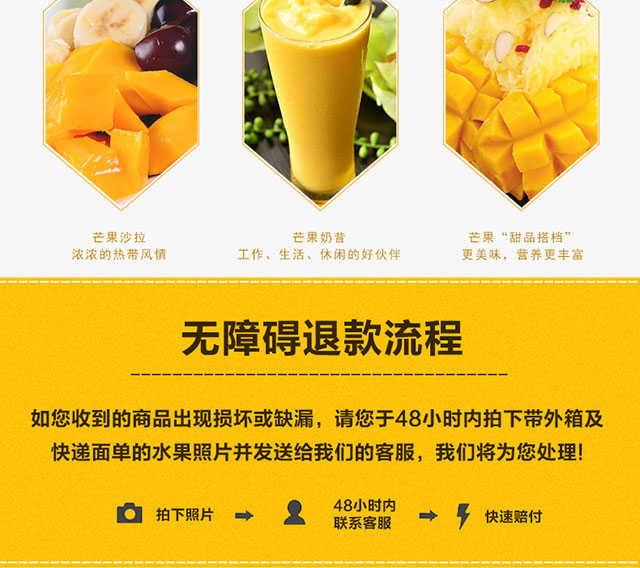 芒果沙拉
浓浓的热带风情
芒果奶昔
工作、生活、休闲的好伙伴
芒果“甜品搭档”
更美味，营养更丰富
无障碍退款流程
如您收到的商品出现损坏或缺漏，请您于48小时内拍下带外箱及
快递面单的水果照片并发送给我们的客服，我们将为您处理!
拍下照片
48小时内
联系客服
快速赔付